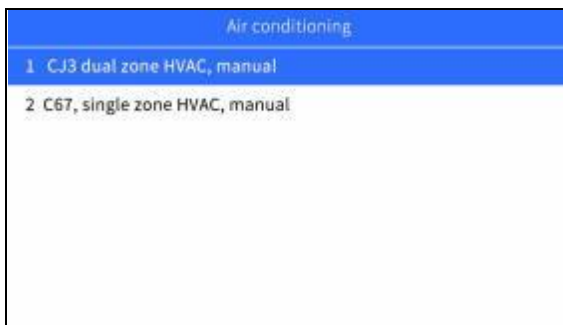 Air conditioning
1 CJ3 dual zone HVAC, manual
2 C67, single zone HVAC, manual